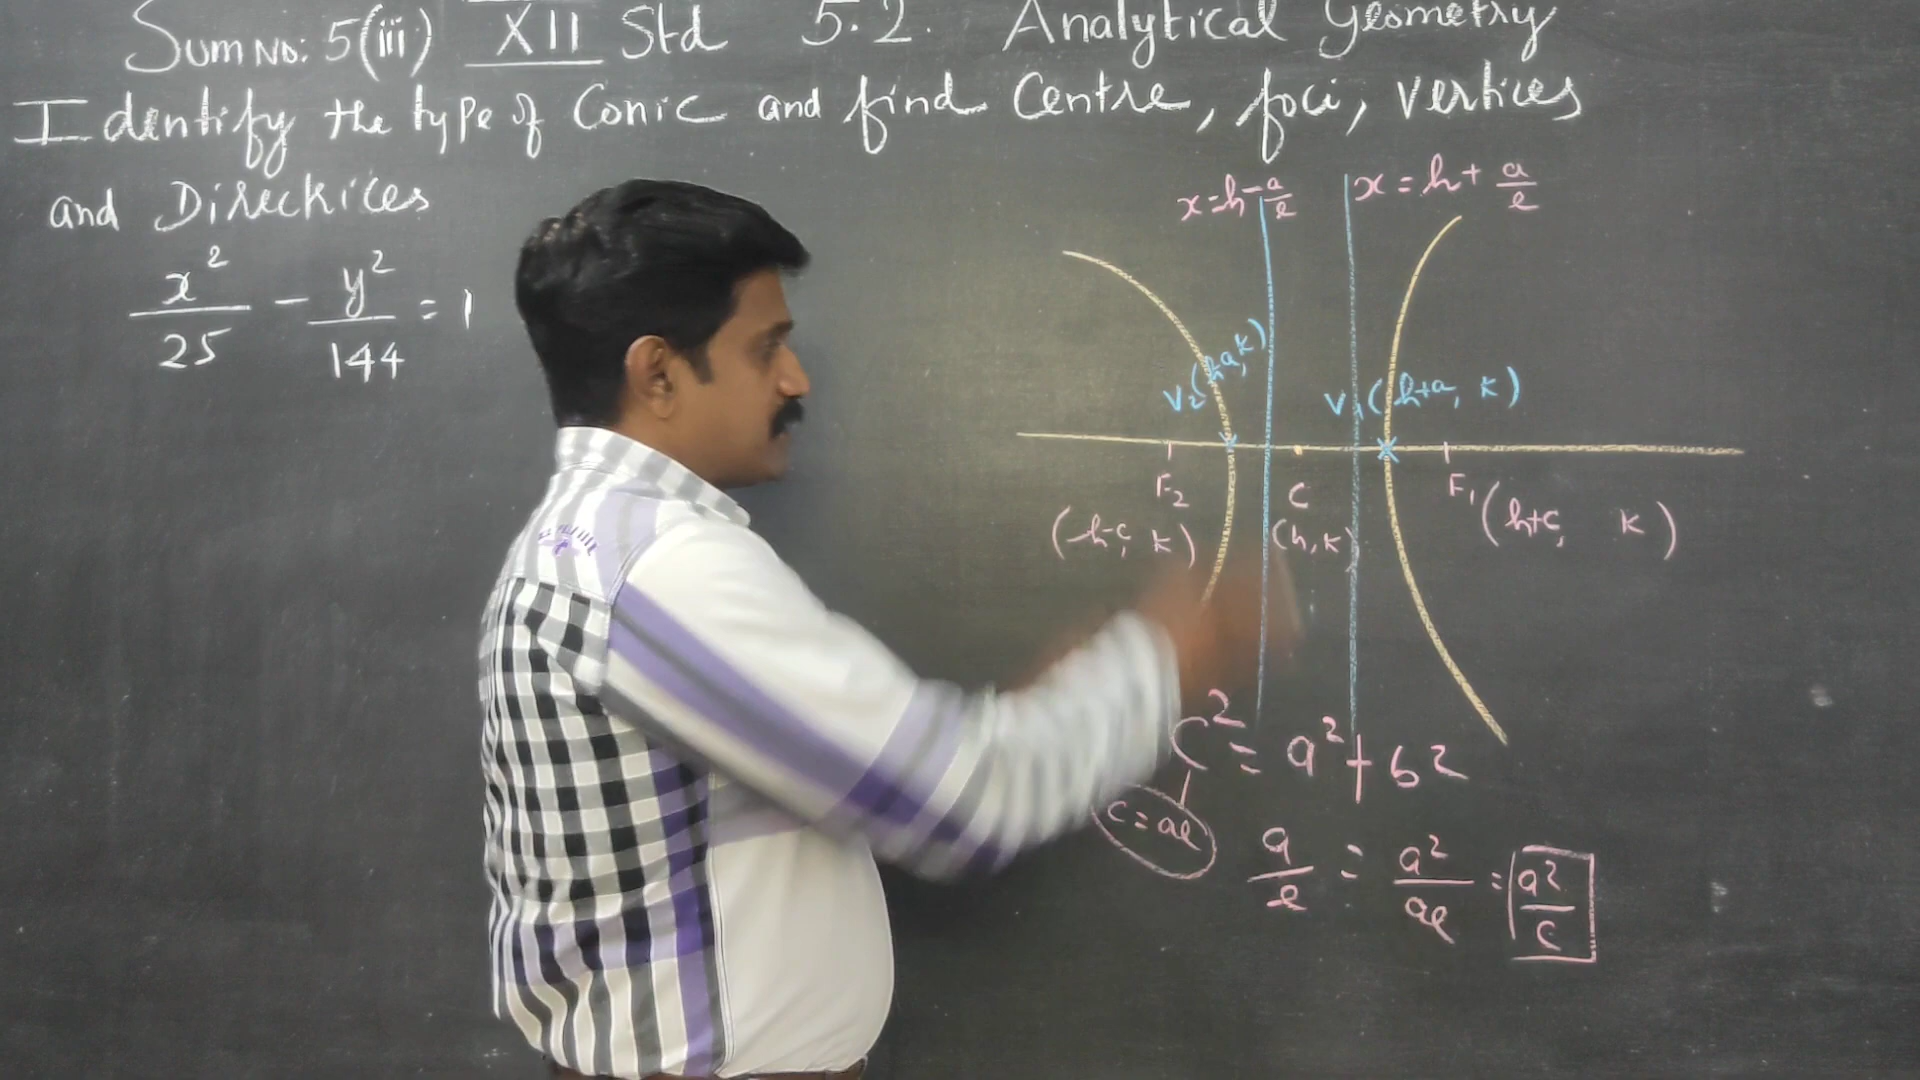 Sum No: 5(iii) XII Std 5.2. Analytical Geometry
Identify the type of Conic and find Centre, foci, vertices
and Directrices
x²/25 - y²/144 = 1
x = h - a/e
x = h + a/e
V₂(h-a, k)
V₁(h+a, k)
F₂
C
F₁(h+c, k)
(h-c, k)
(h, k)
c² = a² + b²
c = ae
a/e = a²/ae = a²/c